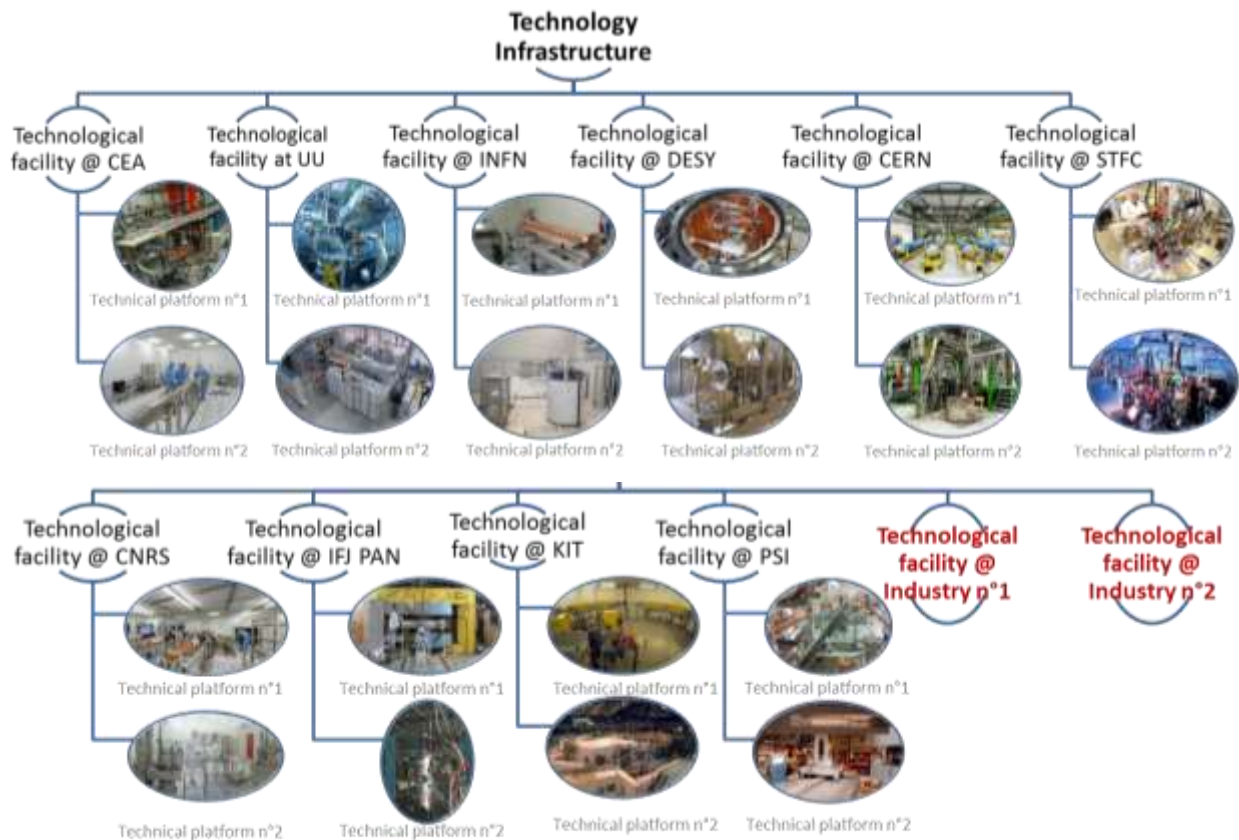 Technology
Infrastructure
Technological
facility @ CEA
Technological
facility at UU
Technological
facility @ INFN
Technological
facility @ DESY
Technological
facility @ CERN
Technological
facility @ STFC
Technical platform n°1
Technical platform n°1
Technical platform n°1
Technical platform n°1
Technical platform n°1
Technical platform n°1
Technical platform n°2
Technical platform n°2
Technical platform n°2
Technical platform n°2
Technical platform n°2
Technical platform n°2
Technological
facility @ CNRS
Technological
facility @ IFJ PAN
Technological
facility @ KIT
Technological
facility @ PSI
Technological
facility @
Industry n°1
Technological
facility @
Industry n°2
Technical platform n°1
Technical platform n°1
Technical platform n°1
Technical platform n°1
Technical platform n°2
Technical platform n°2
Technical platform n°2
Technical platform n°2